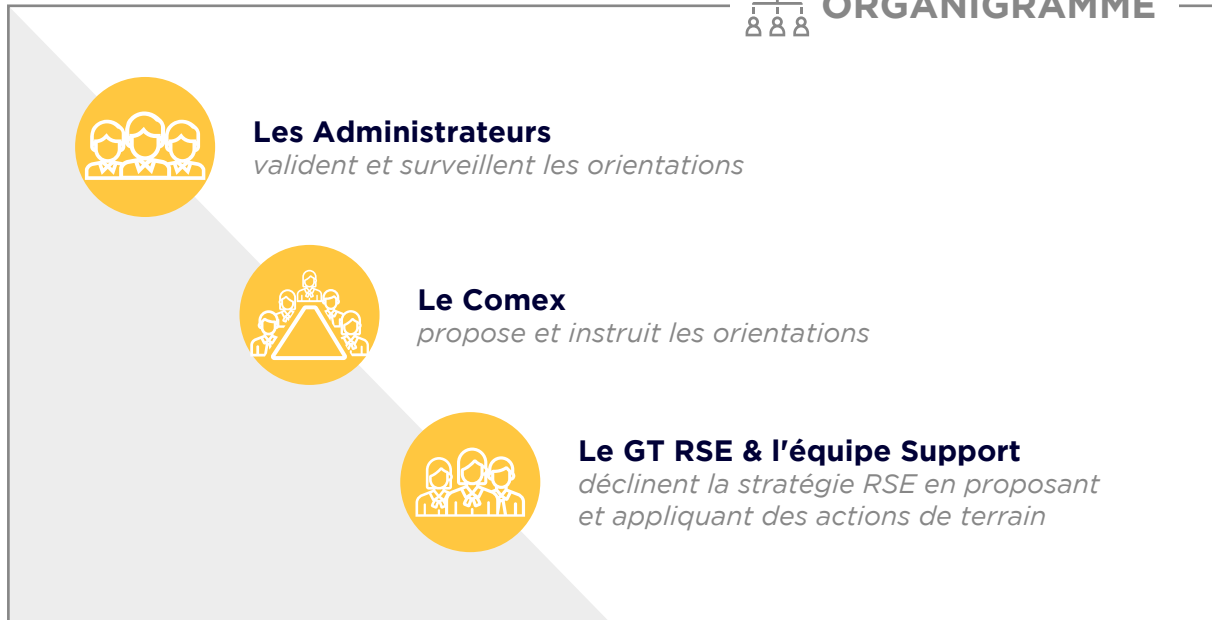 ORGANIGRAMME
Les Administrateurs
valident et surveillent les orientations
Le Comex
propose et instruit les orientations
Le GT RSE & l'équipe Support
déclinent la stratégie RSE en proposant
et appliquant des actions de terrain